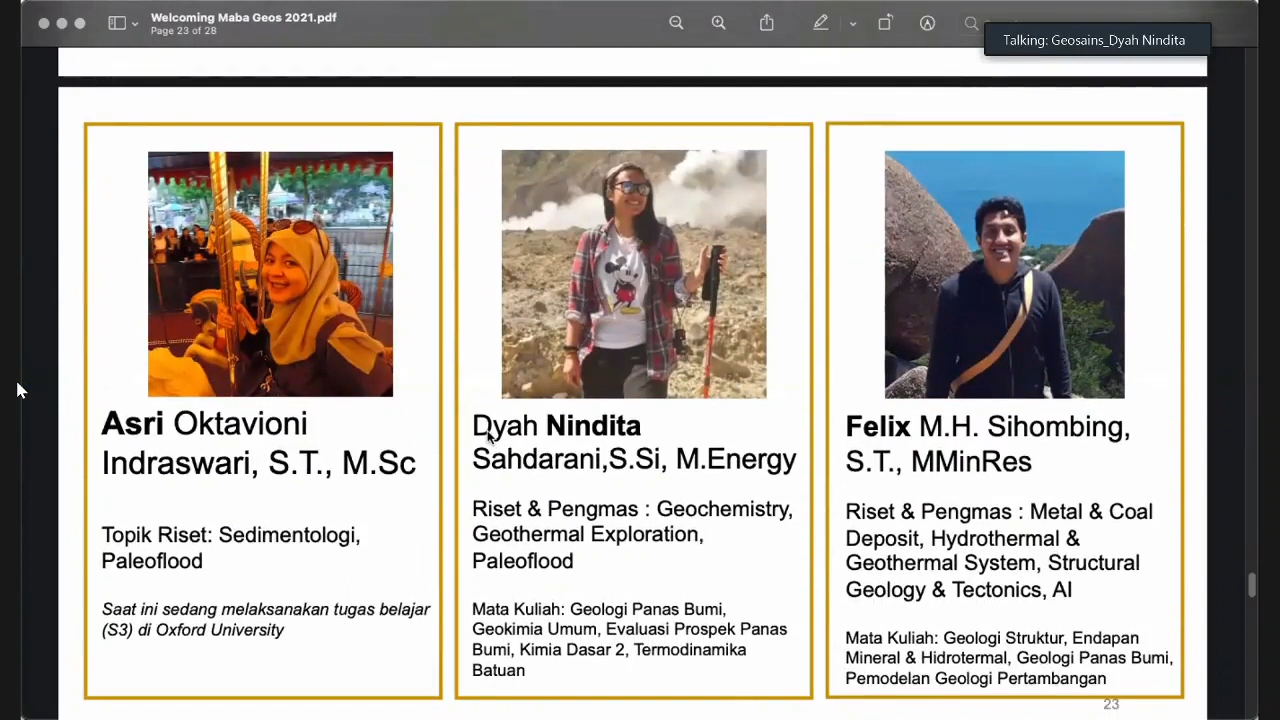 Welcoming Maba Geos 2021.pdf
Page 23 of 28
Talking: Geosains_Dyah Nindita
Asri Oktavioni
Indraswari, S.T., M.Sc
Topik Riset: Sedimentologi,
Paleoflood
Saat ini sedang melaksanakan tugas belajar
(S3) di Oxford University
Dyah Nindita
Sahdarani,S.Si, M.Energy
Riset & Pengmas : Geochemistry,
Geothermal Exploration,
Paleoflood
Mata Kuliah: Geologi Panas Bumi,
Geokimia Umum, Evaluasi Prospek Panas
Bumi, Kimia Dasar 2, Termodinamika
Batuan
Felix M.H. Sihombing,
S.T., MMinRes
Riset & Pengmas : Metal & Coal
Deposit, Hydrothermal &
Geothermal System, Structural
Geology & Tectonics, AI
Mata Kuliah: Geologi Struktur, Endapan
Mineral & Hidrotermal, Geologi Panas Bumi,
Pemodelan Geologi Pertambangan
23